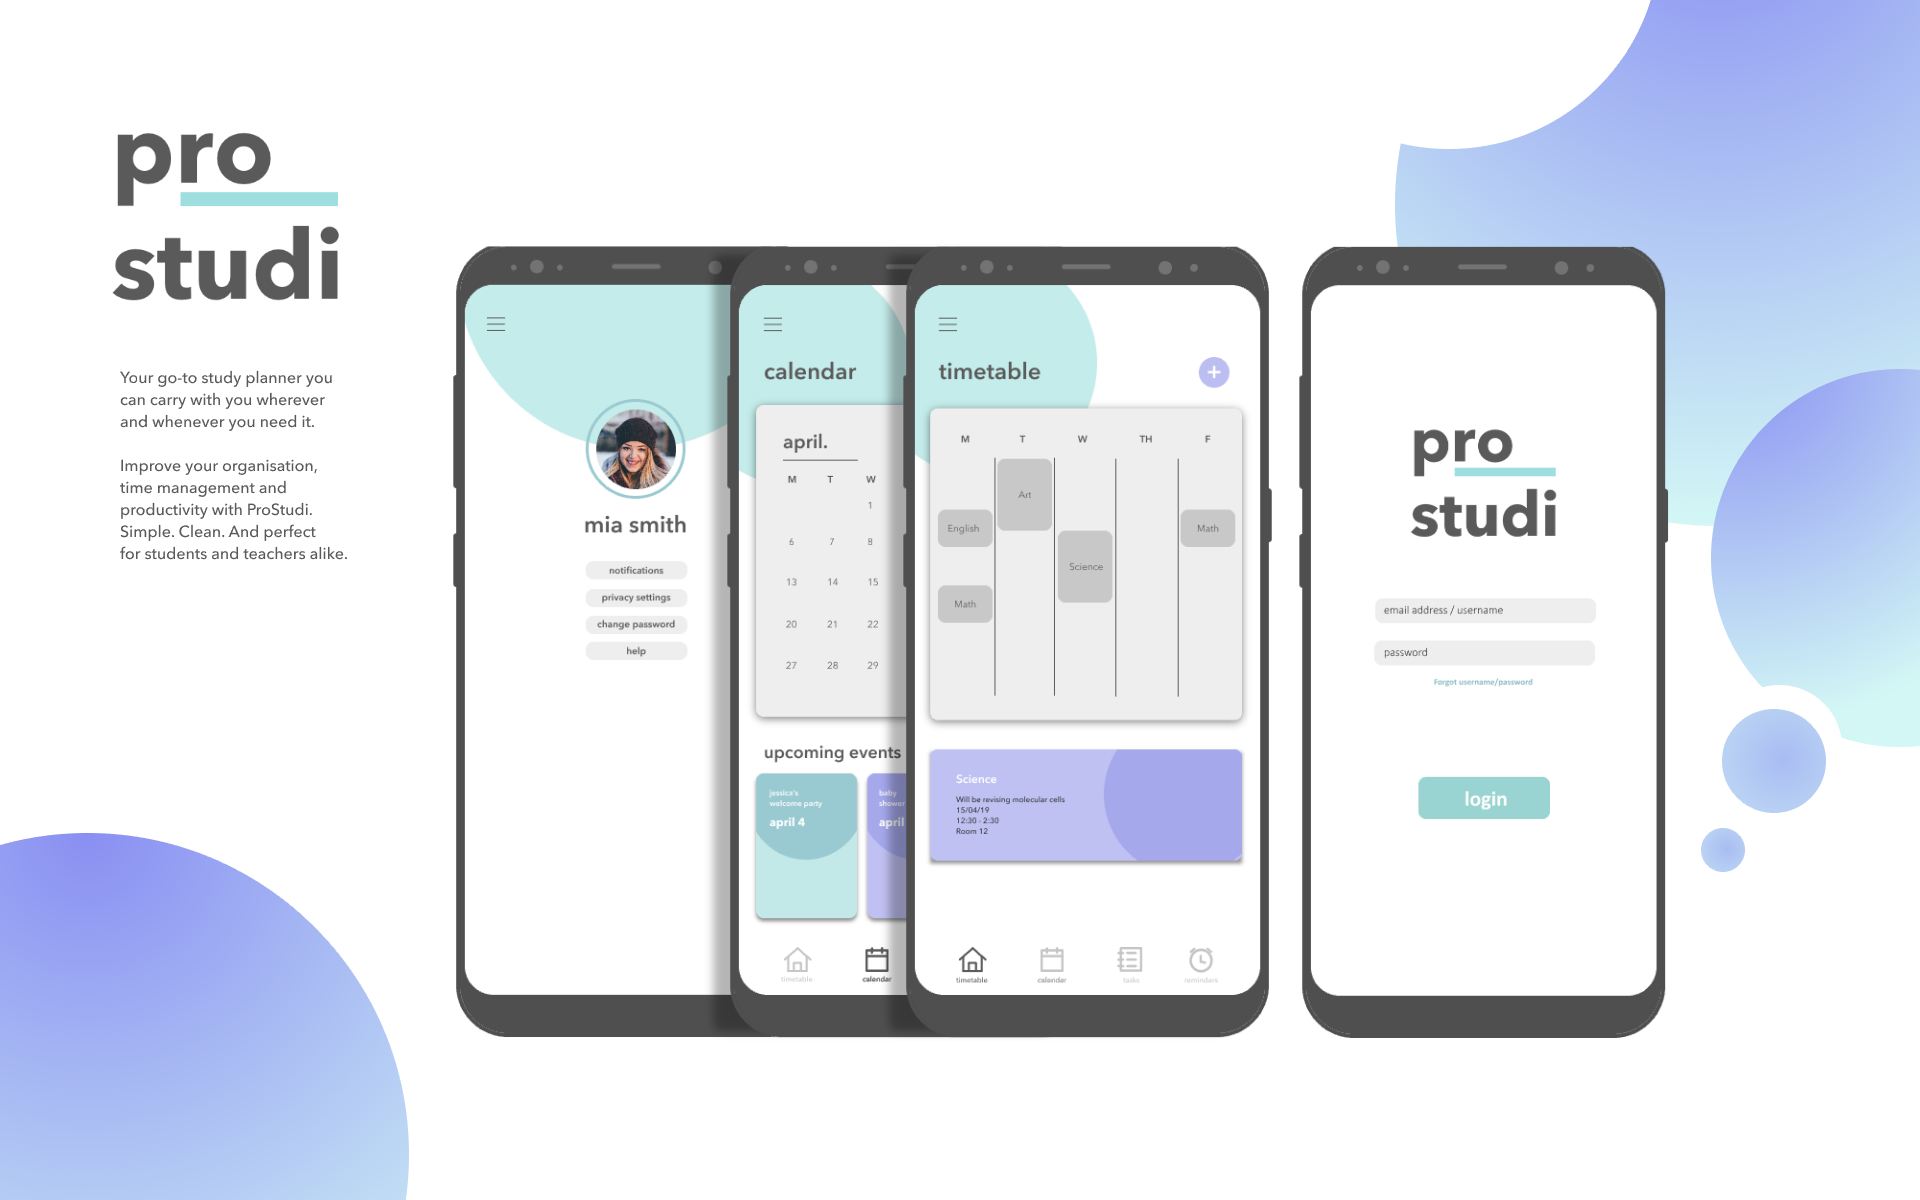 pro
studi
Your go-to study planner you
can carry with you wherever
and whenever you need it.
Improve your organisation,
time management and
productivity with ProStudi.
Simple. Clean. And perfect
for students and teachers alike.
mia smith
notifications
privacy settings
change password
help
calendar
april.
M T W
1
6 7 8
13 14 15
20 21 22
27 28 29
upcoming events
jessica's
welcome party
april 4
baby
shower
april
timetable calendar
timetable
+
M T W TH F
Art
English
Math
Science
Math
Science
Will be revising molecular cells
15/04/19
12:30 - 2:30
Room 12
timetable calendar tasks reminders
pro
studi
email address / username
password
Forgot username/password
login